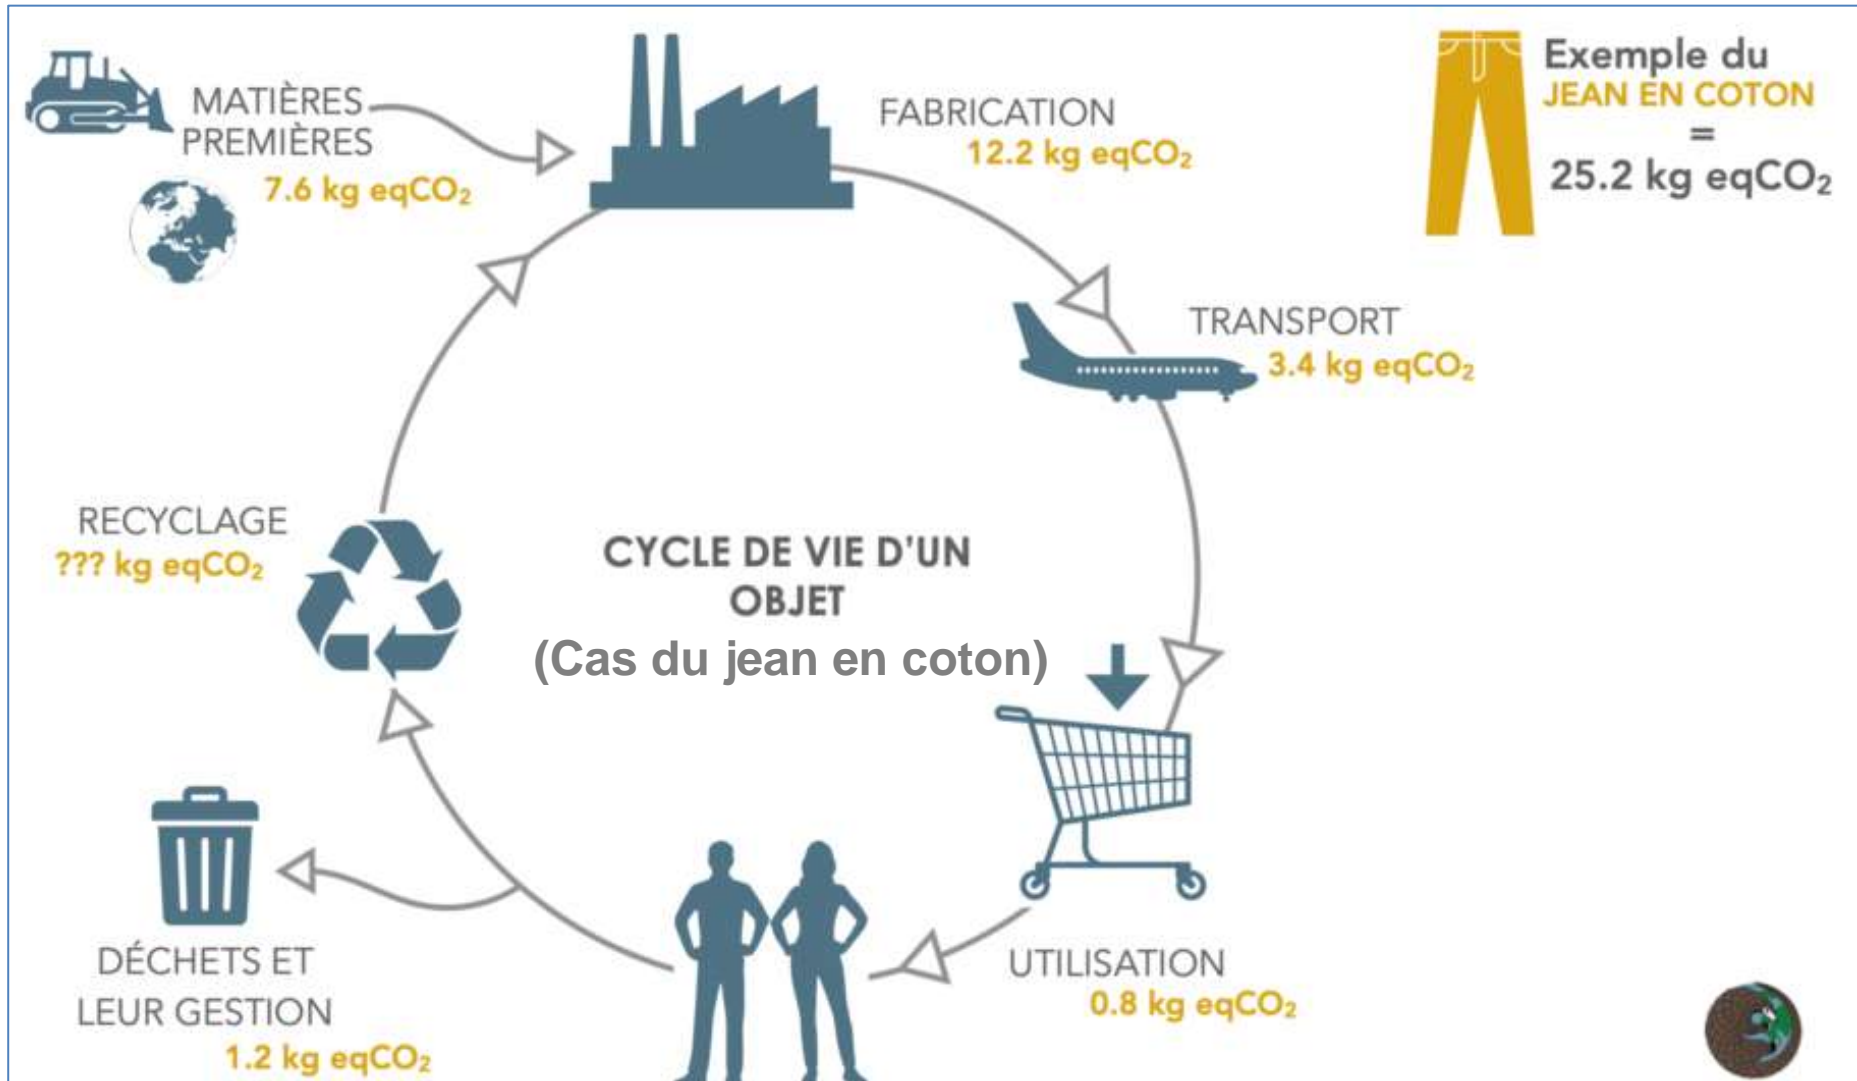 MATIÈRES
PREMIÈRES
7.6 kg eqCO₂
FABRICATION
12.2 kg eqCO₂
Exemple du
JEAN EN COTON
=
25.2 kg eqCO₂
TRANSPORT
3.4 kg eqCO₂
RECYCLAGE
??? kg eqCO₂
CYCLE DE VIE D'UN
OBJET
(Cas du jean en coton)
UTILISATION
0.8 kg eqCO₂
DÉCHETS ET
LEUR GESTION
1.2 kg eqCO₂